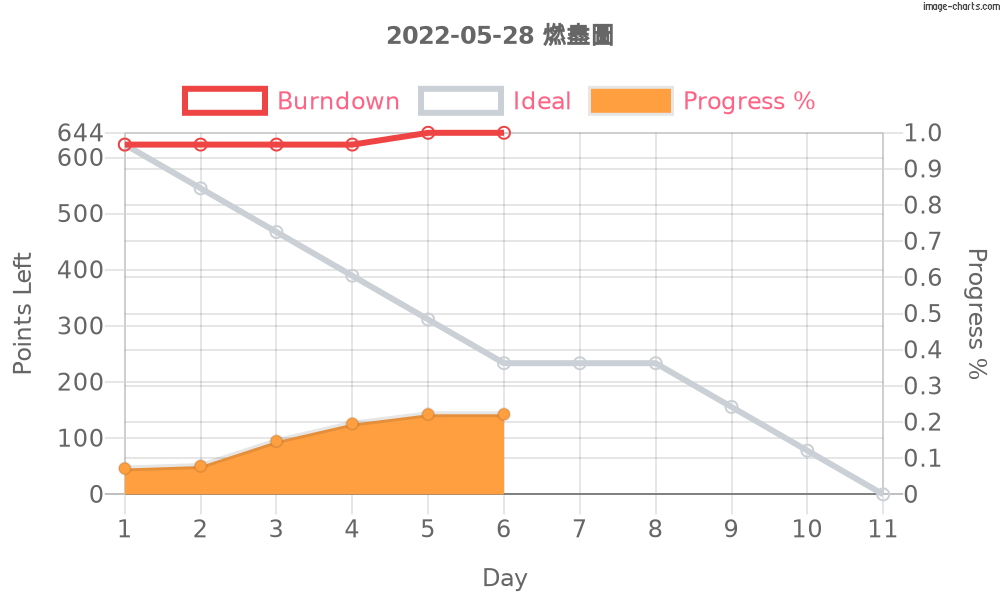 image-charts.com
2022-05-28 燃盡圖
Burndown Ideal Progress %
644 1.0
600
0.9
0.8
500
0.7
400 0.6
300 0.5
0.4
200 0.3
0.2
100
0.1
0 0
Points Left
Progress %
1 2 3 4 5 6 7 8 9 10 11
Day